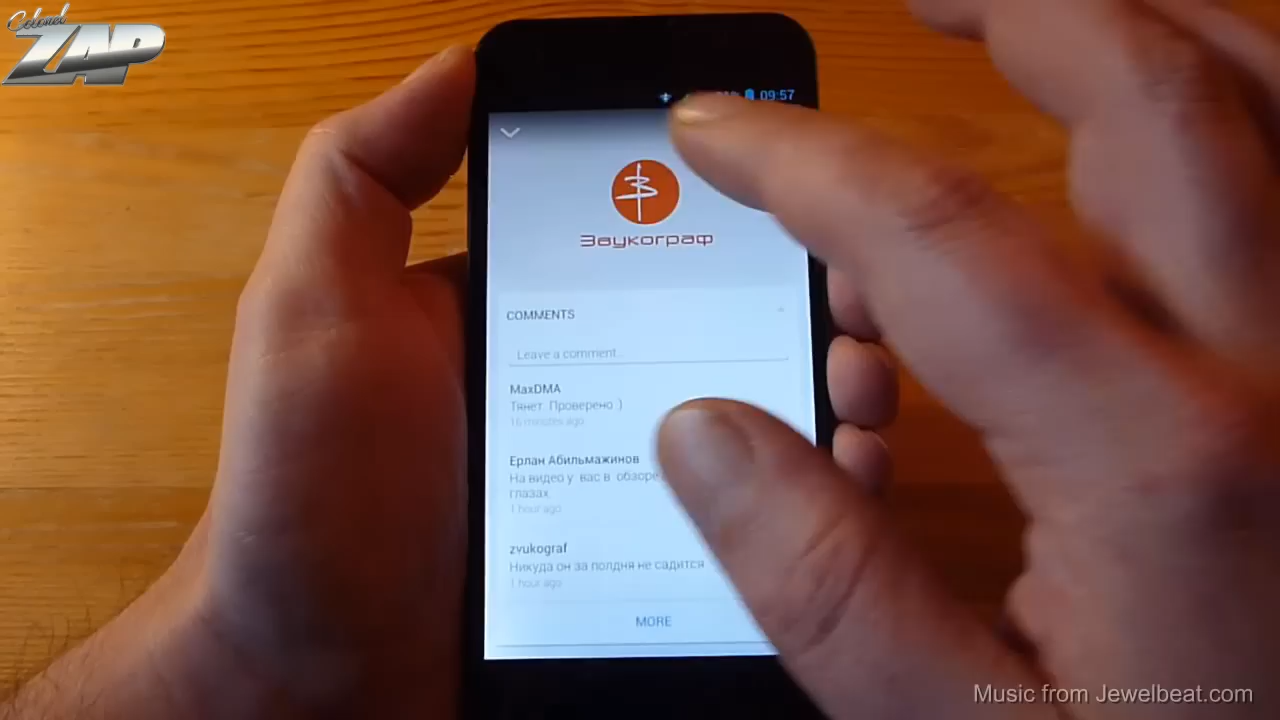 Colonel
ZAP
09:57
Звукограф
COMMENTS
Leave a comment...
MaxDMA
Тянет. Проверено :)
16 minutes ago
Ерлан Абильмажинов
На видео у вас в обзоре
глазах
1 hour ago
zvukograf
Никуда он за полдня не садится
1 hour ago
MORE
Music from Jewelbeat.com